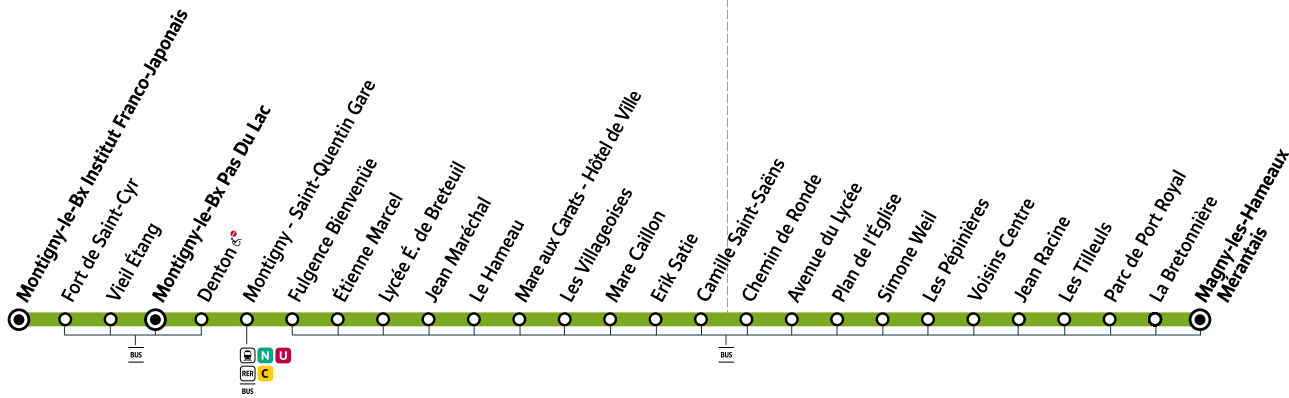 Montigny-le-Bx Institut Franco-Japonais
Fort de Saint-Cyr
Vieil Étang
Montigny-le-Bx Pas Du Lac
Denton
Montigny - Saint-Quentin Gare
Fulgence Bienvenüe
Étienne Marcel
Lycée É. de Breteuil
Jean Maréchal
Le Hameau
Mare aux Carats - Hôtel de Ville
Les Villageoises
Mare Caillon
Erik Satie
Camille Saint-Saëns
Chemin de Ronde
Avenue du Lycée
Plan de l'Église
Simone Weil
Les Pépinières
Voisins Centre
Jean Racine
Les Tilleuls
Parc de Port Royal
La Bretonnière
Magny-les-Hameaux
Mérantais
BUS
N U
RER C
BUS
BUS